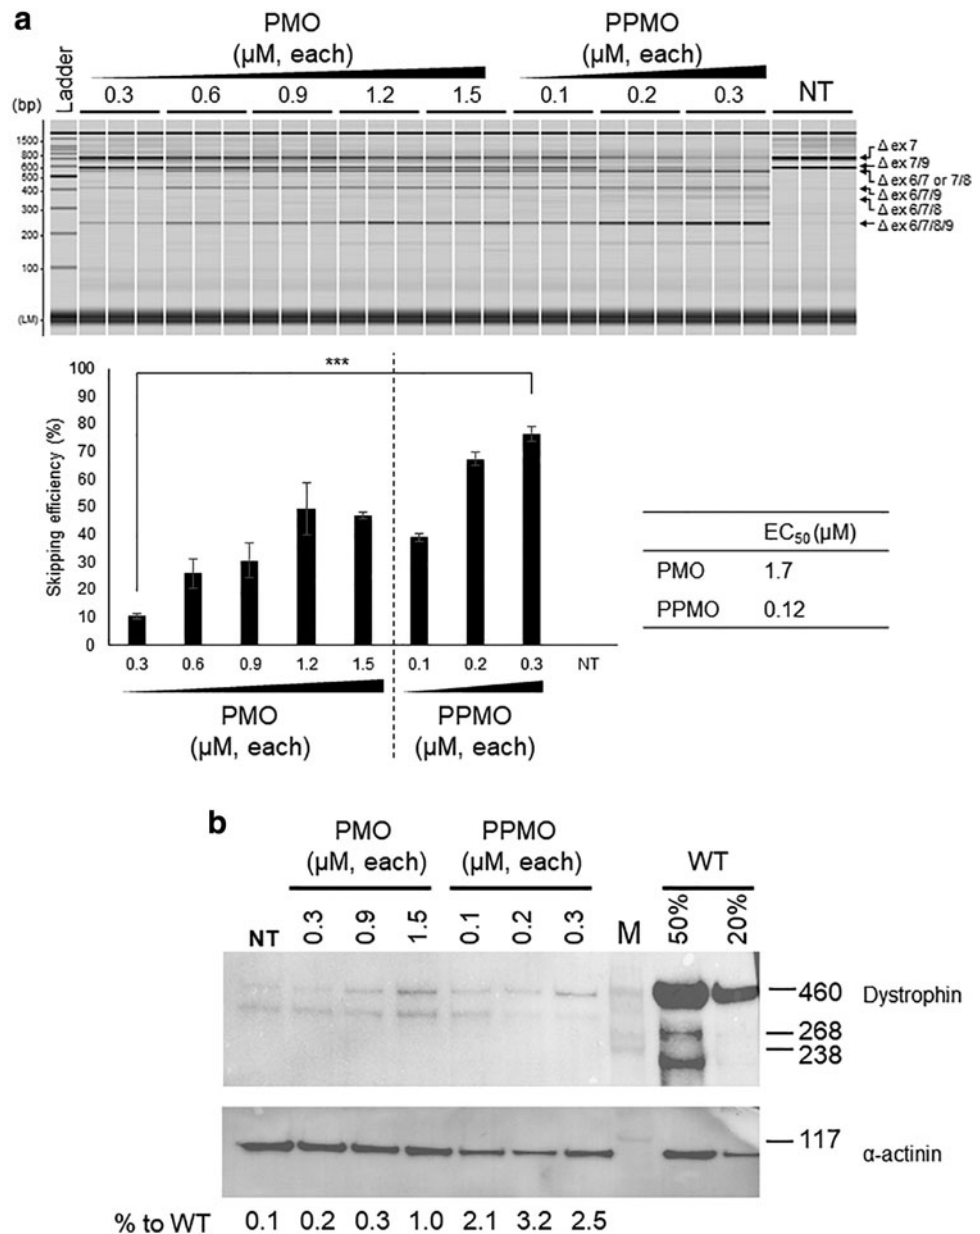 a
PMO
(µM, each)
PPMO
(µM, each)
Ladder
(bp)
0.3 0.6 0.9 1.2 1.5 0.1 0.2 0.3 NT
1500
800
600
500
400
300
200
100
(LM)
Δ ex 7
Δ ex 7/9
Δ ex 6/7 or 7/8
Δ ex 6/7/9
Δ ex 6/7/8
Δ ex 6/7/8/9
Skipping efficiency (%)
100
90
80
70
60
50
40
30
20
10
0
***
0.3 0.6 0.9 1.2 1.5 0.1 0.2 0.3 NT
PMO
(µM, each)
PPMO
(µM, each)
EC50 (µM)
PMO 1.7
PPMO 0.12
b
PMO
(µM, each)
PPMO
(µM, each)
WT
NT 0.3 0.9 1.5 0.1 0.2 0.3 M 50% 20%
460 Dystrophin
268
238
117
α-actinin
% to WT 0.1 0.2 0.3 1.0 2.1 3.2 2.5